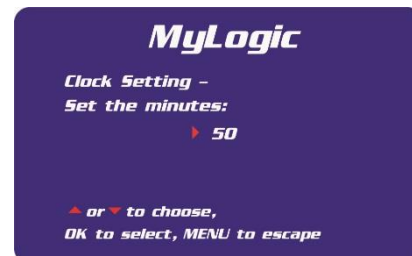 MyLogic
Clock Setting –
Set the minutes:
50
or to choose,
OK to select, MENU to escape